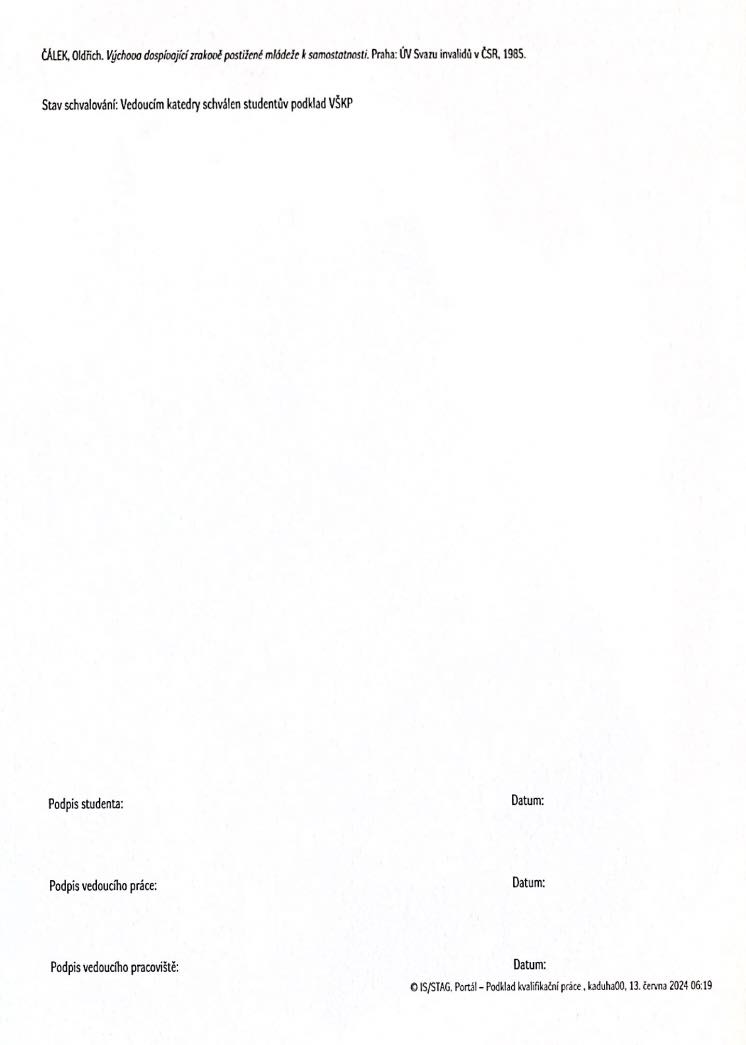 ČÁLEK, Oldřich. Výchova dospívající zrakově postižené mládeže k samostatnosti. Praha: ÚV Svazu invalidů v ČSR, 1985.
Stav schvalování: Vedoucím katedry schválen studentův podklad VŠKP
Podpis studenta: Datum:
Podpis vedoucího práce: Datum:
Podpis vedoucího pracoviště: Datum:
© IS/STAG, Portál – Podklad kvalifikační práce , kaduha00, 13. června 2024 06:19